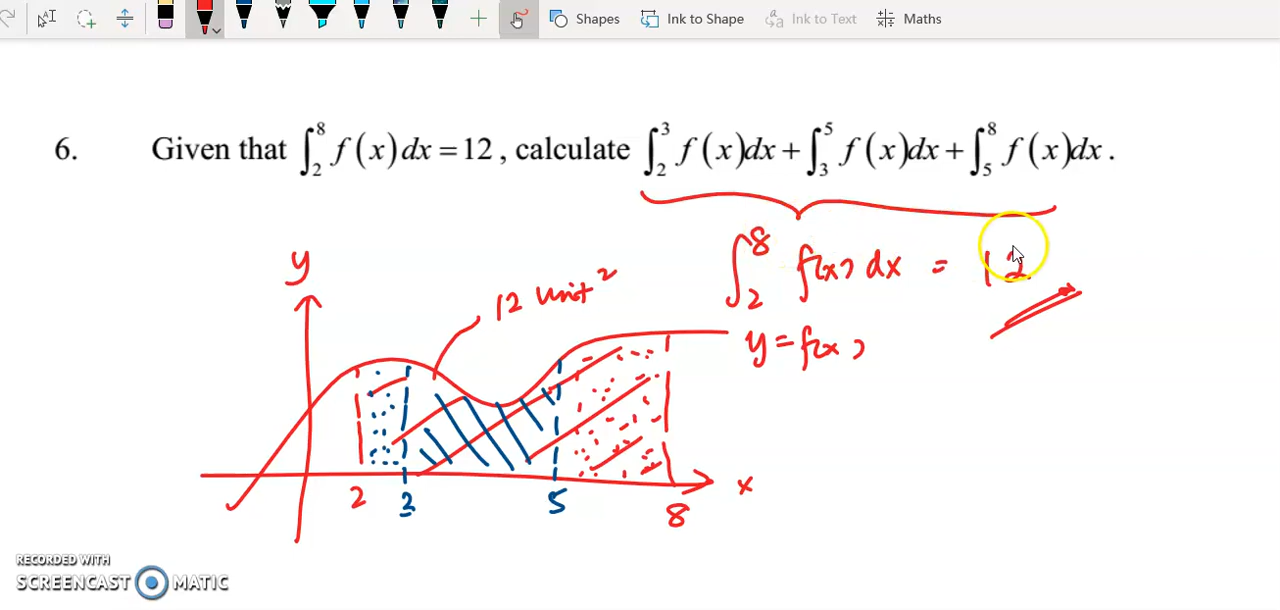 Shapes Ink to Shape Ink to Text Maths
6. Given that ∫₂⁸ f(x)dx = 12, calculate ∫₂³ f(x)dx + ∫₃⁵ f(x)dx + ∫₅⁸ f(x)dx.
∫₂⁸ f(x) dx = 12
y
12 unit²
y = f(x)
x
2 3 5 8
RECORDED WITH
SCREENCAST MATIC